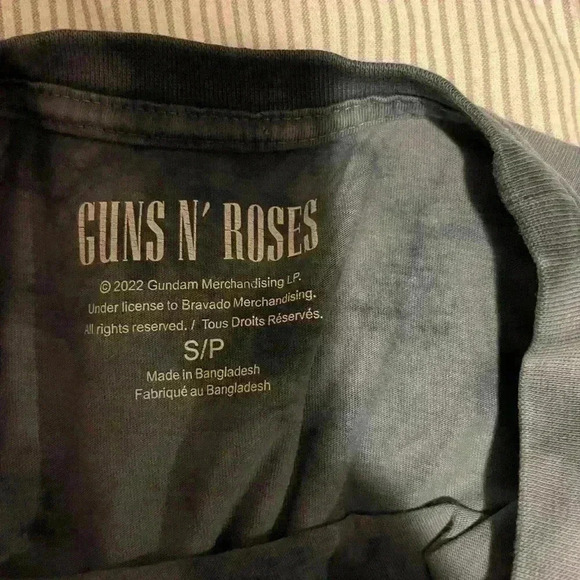 GUNS N' ROSES
© 2022 Gundam Merchandising LP.
Under license to Bravado Merchandising.
All rights reserved. / Tous Droits Réservés.
S/P
Made in Bangladesh
Fabriqué au Bangladesh